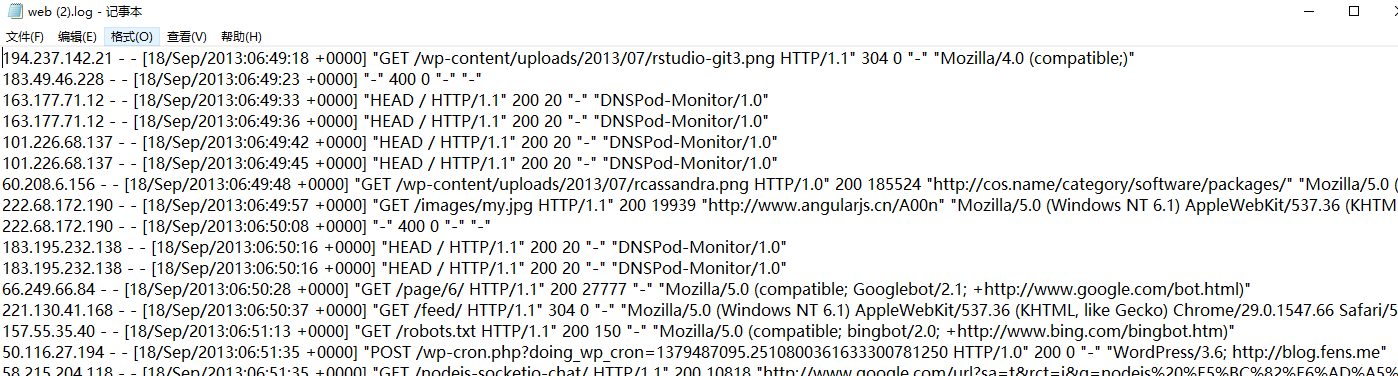 web (2).log - 记事本
文件(F) 编辑(E) 格式(O) 查看(V) 帮助(H)
194.237.142.21 - - [18/Sep/2013:06:49:18 +0000] "GET /wp-content/uploads/2013/07/rstudio-git3.png HTTP/1.1" 304 0 "-" "Mozilla/4.0 (compatible;)"
183.49.46.228 - - [18/Sep/2013:06:49:23 +0000] "-" 400 0 "-" "-"
163.177.71.12 - - [18/Sep/2013:06:49:33 +0000] "HEAD / HTTP/1.1" 200 20 "-" "DNSPod-Monitor/1.0"
163.177.71.12 - - [18/Sep/2013:06:49:36 +0000] "HEAD / HTTP/1.1" 200 20 "-" "DNSPod-Monitor/1.0"
101.226.68.137 - - [18/Sep/2013:06:49:42 +0000] "HEAD / HTTP/1.1" 200 20 "-" "DNSPod-Monitor/1.0"
101.226.68.137 - - [18/Sep/2013:06:49:45 +0000] "HEAD / HTTP/1.1" 200 20 "-" "DNSPod-Monitor/1.0"
60.208.6.156 - - [18/Sep/2013:06:49:48 +0000] "GET /wp-content/uploads/2013/07/rcassandra.png HTTP/1.0" 200 185524 "http://cos.name/category/software/packages/" "Mozilla/5.0 (
222.68.172.190 - - [18/Sep/2013:06:49:57 +0000] "GET /images/my.jpg HTTP/1.1" 200 19939 "http://www.angularjs.cn/A00n" "Mozilla/5.0 (Windows NT 6.1) AppleWebKit/537.36 (KHTM
222.68.172.190 - - [18/Sep/2013:06:50:08 +0000] "-" 400 0 "-" "-"
183.195.232.138 - - [18/Sep/2013:06:50:16 +0000] "HEAD / HTTP/1.1" 200 20 "-" "DNSPod-Monitor/1.0"
183.195.232.138 - - [18/Sep/2013:06:50:16 +0000] "HEAD / HTTP/1.1" 200 20 "-" "DNSPod-Monitor/1.0"
66.249.66.84 - - [18/Sep/2013:06:50:28 +0000] "GET /page/6/ HTTP/1.1" 200 27777 "-" "Mozilla/5.0 (compatible; Googlebot/2.1; +http://www.google.com/bot.html)"
221.130.41.168 - - [18/Sep/2013:06:50:37 +0000] "GET /feed/ HTTP/1.1" 304 0 "-" "Mozilla/5.0 (Windows NT 6.1) AppleWebKit/537.36 (KHTML, like Gecko) Chrome/29.0.1547.66 Safari/5
157.55.35.40 - - [18/Sep/2013:06:51:13 +0000] "GET /robots.txt HTTP/1.1" 200 150 "-" "Mozilla/5.0 (compatible; bingbot/2.0; +http://www.bing.com/bingbot.htm)"
50.116.27.194 - - [18/Sep/2013:06:51:35 +0000] "POST /wp-cron.php?doing_wp_cron=1379487095.2510800361633300781250 HTTP/1.0" 200 0 "-" "WordPress/3.6; http://blog.fens.me"
58.215.204.118 - - [18/Sep/2013:06:51:35 +0000] "GET /nodejs-socketio-chat/ HTTP/1.1" 200 10818 "http://www.google.com/url?sa=t&rct=j&q=nodejs%20%E5%BC%82%E6%AD%A5%